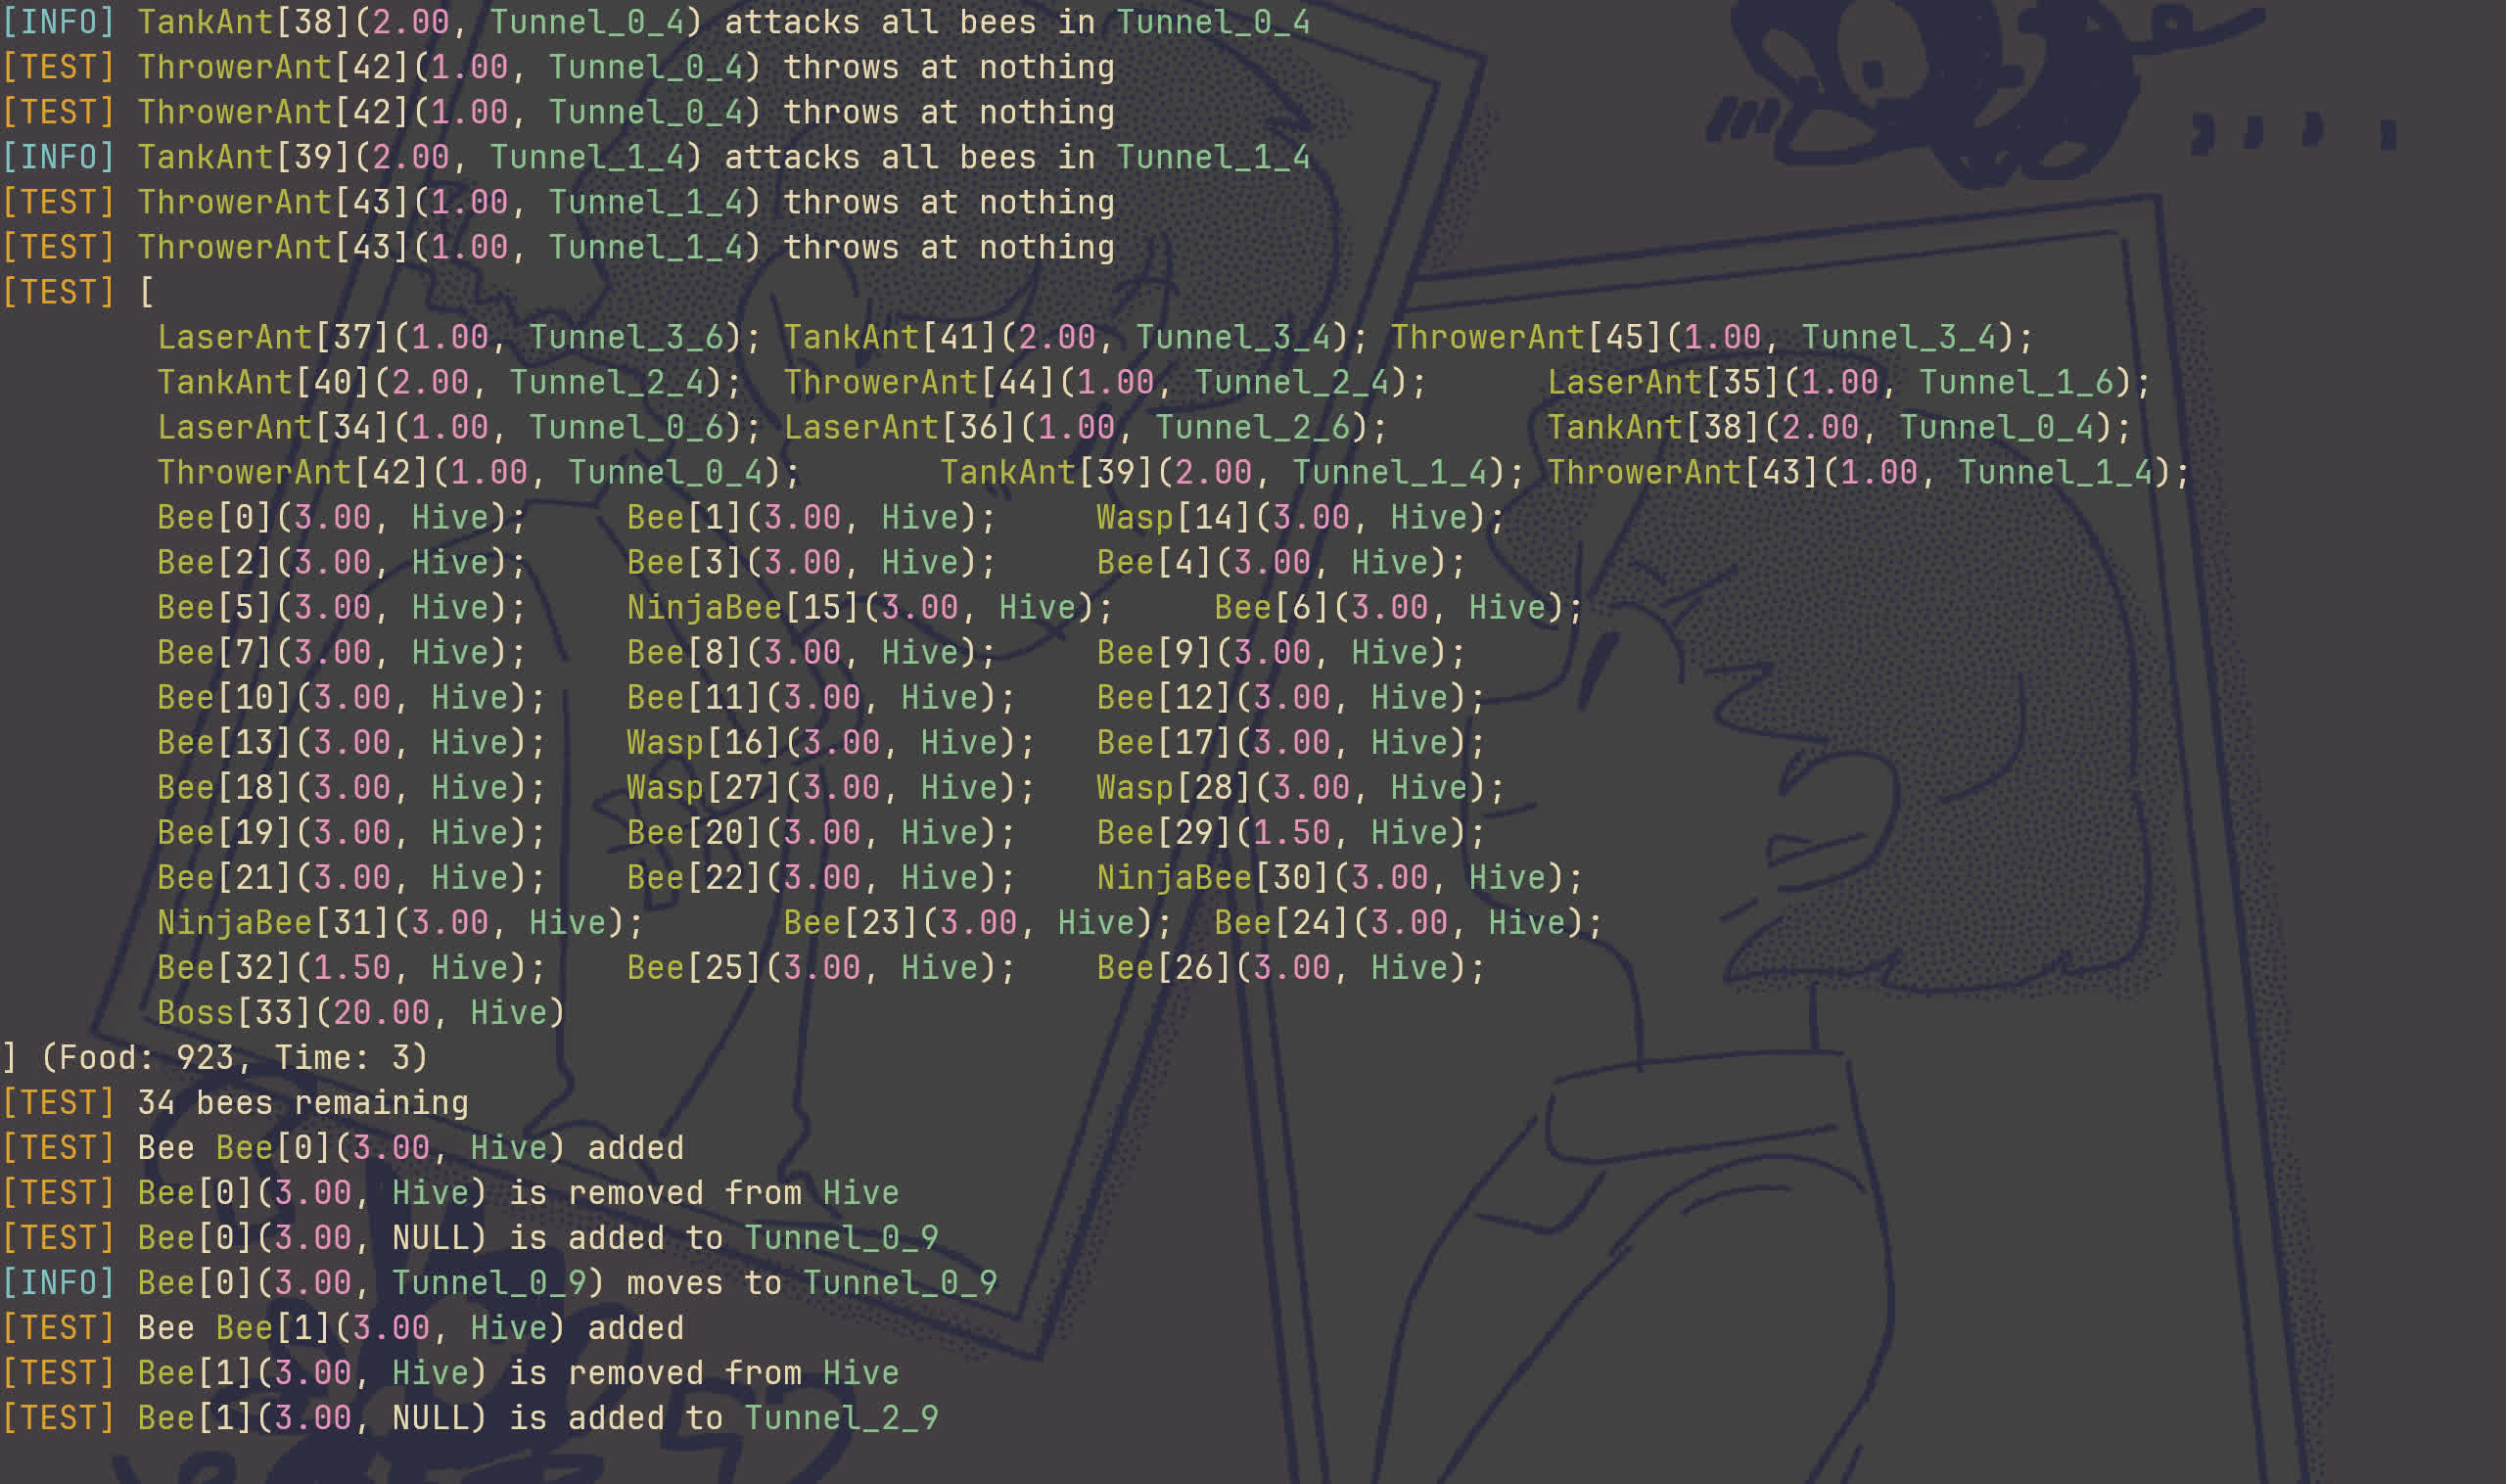 [INFO] TankAnt[38](2.00, Tunnel_0_4) attacks all bees in Tunnel_0_4
[TEST] ThrowerAnt[42](1.00, Tunnel_0_4) throws at nothing
[TEST] ThrowerAnt[42](1.00, Tunnel_0_4) throws at nothing
[INFO] TankAnt[39](2.00, Tunnel_1_4) attacks all bees in Tunnel_1_4
[TEST] ThrowerAnt[43](1.00, Tunnel_1_4) throws at nothing
[TEST] ThrowerAnt[43](1.00, Tunnel_1_4) throws at nothing
[TEST] [
LaserAnt[37](1.00, Tunnel_3_6); TankAnt[41](2.00, Tunnel_3_4); ThrowerAnt[45](1.00, Tunnel_3_4);
TankAnt[40](2.00, Tunnel_2_4); ThrowerAnt[44](1.00, Tunnel_2_4); LaserAnt[35](1.00, Tunnel_1_6);
LaserAnt[34](1.00, Tunnel_0_6); LaserAnt[36](1.00, Tunnel_2_6); TankAnt[38](2.00, Tunnel_0_4);
ThrowerAnt[42](1.00, Tunnel_0_4); TankAnt[39](2.00, Tunnel_1_4); ThrowerAnt[43](1.00, Tunnel_1_4);
Bee[0](3.00, Hive); Bee[1](3.00, Hive); Wasp[14](3.00, Hive);
Bee[2](3.00, Hive); Bee[3](3.00, Hive); Bee[4](3.00, Hive);
Bee[5](3.00, Hive); NinjaBee[15](3.00, Hive); Bee[6](3.00, Hive);
Bee[7](3.00, Hive); Bee[8](3.00, Hive); Bee[9](3.00, Hive);
Bee[10](3.00, Hive); Bee[11](3.00, Hive); Bee[12](3.00, Hive);
Bee[13](3.00, Hive); Wasp[16](3.00, Hive); Bee[17](3.00, Hive);
Bee[18](3.00, Hive); Wasp[27](3.00, Hive); Wasp[28](3.00, Hive);
Bee[19](3.00, Hive); Bee[20](3.00, Hive); Bee[29](1.50, Hive);
Bee[21](3.00, Hive); Bee[22](3.00, Hive); NinjaBee[30](3.00, Hive);
NinjaBee[31](3.00, Hive); Bee[23](3.00, Hive); Bee[24](3.00, Hive);
Bee[32](1.50, Hive); Bee[25](3.00, Hive); Bee[26](3.00, Hive);
Boss[33](20.00, Hive)
] (Food: 923, Time: 3)
[TEST] 34 bees remaining
[TEST] Bee Bee[0](3.00, Hive) added
[TEST] Bee[0](3.00, Hive) is removed from Hive
[TEST] Bee[0](3.00, NULL) is added to Tunnel_0_9
[INFO] Bee[0](3.00, Tunnel_0_9) moves to Tunnel_0_9
[TEST] Bee Bee[1](3.00, Hive) added
[TEST] Bee[1](3.00, Hive) is removed from Hive
[TEST] Bee[1](3.00, NULL) is added to Tunnel_2_9